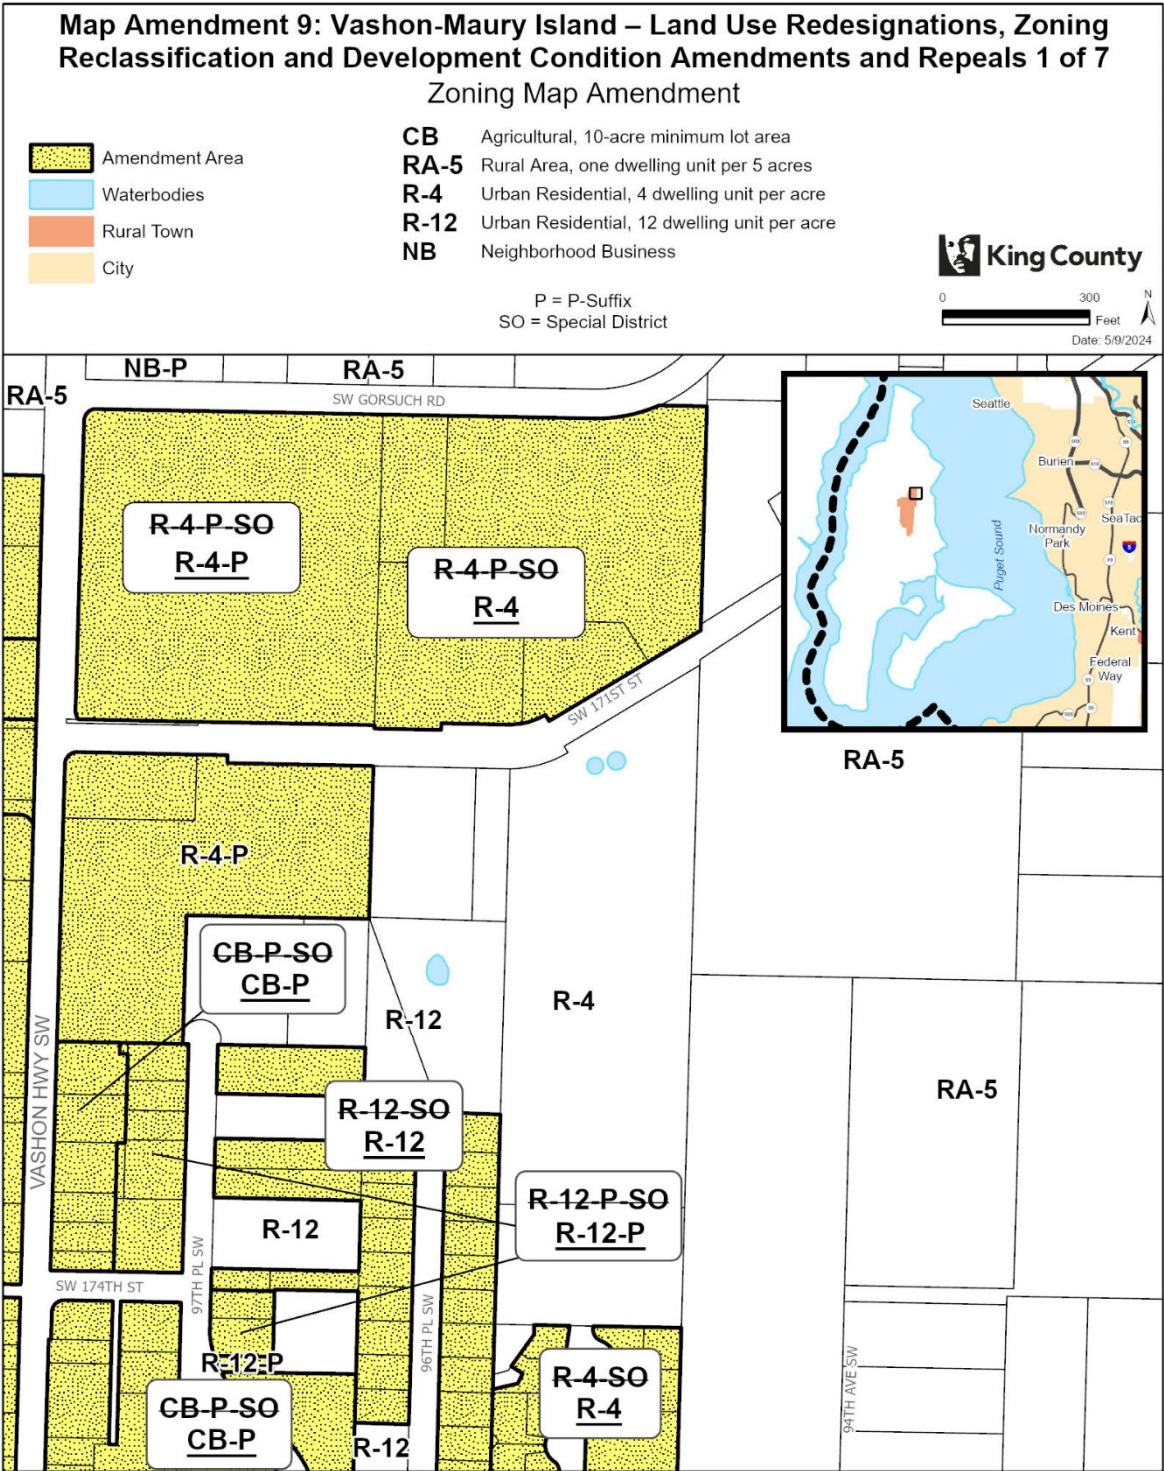 Map Amendment 9: Vashon-Maury Island – Land Use Redesignations, Zoning
Reclassification and Development Condition Amendments and Repeals 1 of 7
Zoning Map Amendment
Amendment Area
Waterbodies
Rural Town
City
CB Agricultural, 10-acre minimum lot area
RA-5 Rural Area, one dwelling unit per 5 acres
R-4 Urban Residential, 4 dwelling unit per acre
R-12 Urban Residential, 12 dwelling unit per acre
NB Neighborhood Business
P = P-Suffix
SO = Special District
King County
0 300
Feet
N
Date: 5/9/2024
NB-P
RA-5
RA-5
SW GORSUCH RD
R-4-P-SO
R-4-P
R-4-P-SO
R-4
SW 171ST ST
Seattle
Burien
Normandy
Park
SeaTac
Puget Sound
Des Moines
Kent
Federal
Way
RA-5
R-4-P
CB-P-SO
CB-P
R-12
R-4
VASHON HWY SW
RA-5
R-12-SO
R-12
R-12-P-SO
R-12-P
R-12
97TH PL SW
SW 174TH ST
96TH PL SW
R-12-P
R-4-SO
R-4
94TH AVE SW
CB-P-SO
CB-P
R-12